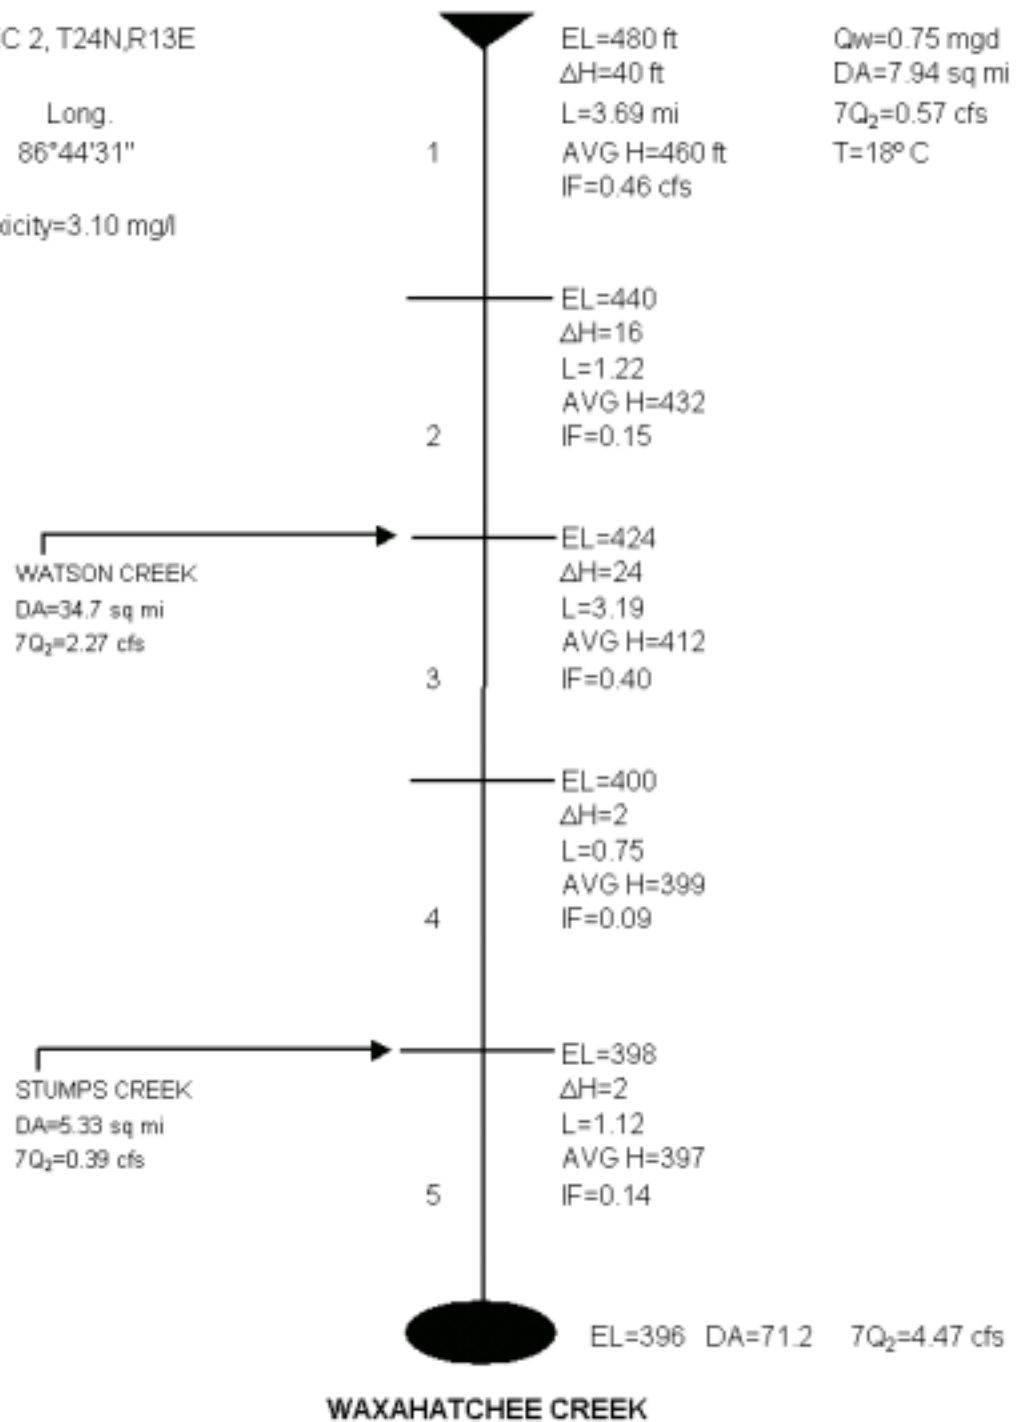 2, T24N,R13E
Long.
86°44'31"
=3.10 mg/l
EL=480 ft
ΔH=40 ft
L=3.69 mi
AVG H=460 ft
IF=0.46 cfs
Qw=0.75 mgd
DA=7.94 sq mi
7Q₂=0.57 cfs
T=18º C
1
EL=440
ΔH=16
L=1.22
AVG H=432
IF=0.15
2
WATSON CREEK
DA=34.7 sq mi
7Q₂=2.27 cfs
EL=424
ΔH=24
L=3.19
AVG H=412
IF=0.40
3
EL=400
ΔH=2
L=0.75
AVG H=399
IF=0.09
4
STUMPS CREEK
DA=5.33 sq mi
7Q₂=0.39 cfs
EL=398
ΔH=2
L=1.12
AVG H=397
IF=0.14
5
EL=396 DA=71.2 7Q₂=4.47 cfs
WAXAHATCHEE CREEK